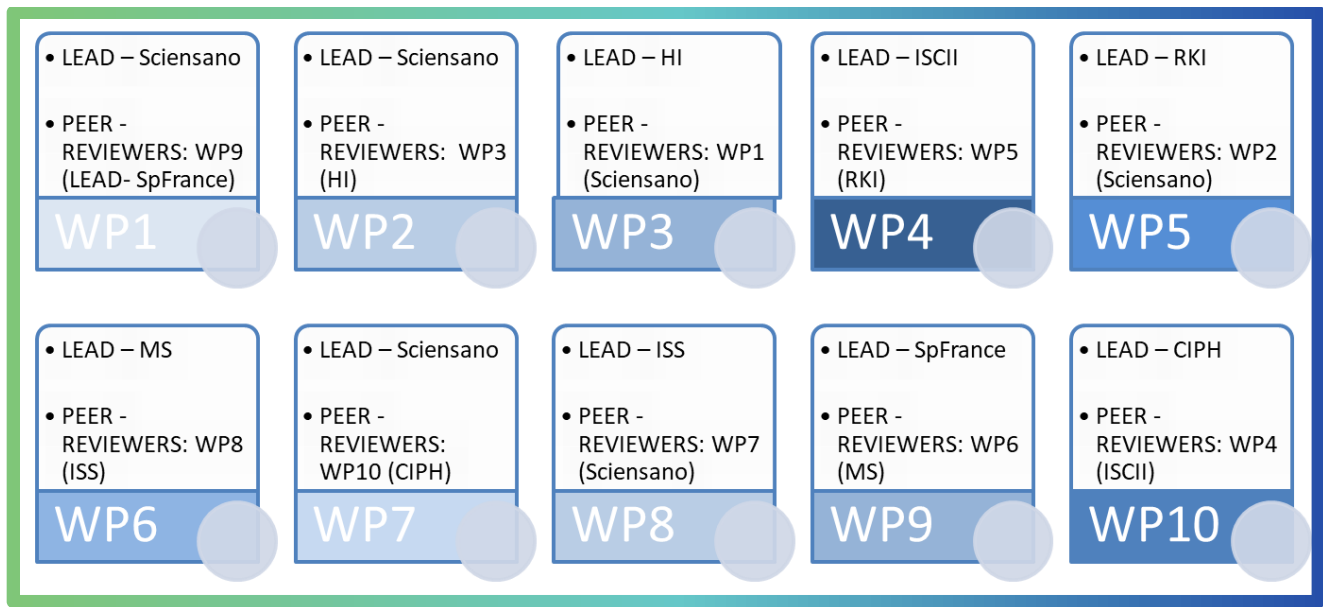 • LEAD – Sciensano
• PEER -
REVIEWERS: WP9
(LEAD- SpFrance)
WP1
• LEAD – Sciensano
• PEER -
REVIEWERS: WP3
(HI)
WP2
• LEAD – HI
• PEER -
REVIEWERS: WP1
(Sciensano)
WP3
• LEAD – ISCII
• PEER -
REVIEWERS: WP5
(RKI)
WP4
• LEAD – RKI
• PEER -
REVIEWERS: WP2
(Sciensano)
WP5
• LEAD – MS
• PEER -
REVIEWERS: WP8
(ISS)
WP6
• LEAD – Sciensano
• PEER -
REVIEWERS:
WP10 (CIPH)
WP7
• LEAD – ISS
• PEER -
REVIEWERS: WP7
(Sciensano)
WP8
• LEAD – SpFrance
• PEER -
REVIEWERS: WP6
(MS)
WP9
• LEAD – CIPH
• PEER -
REVIEWERS: WP4
(ISCII)
WP10